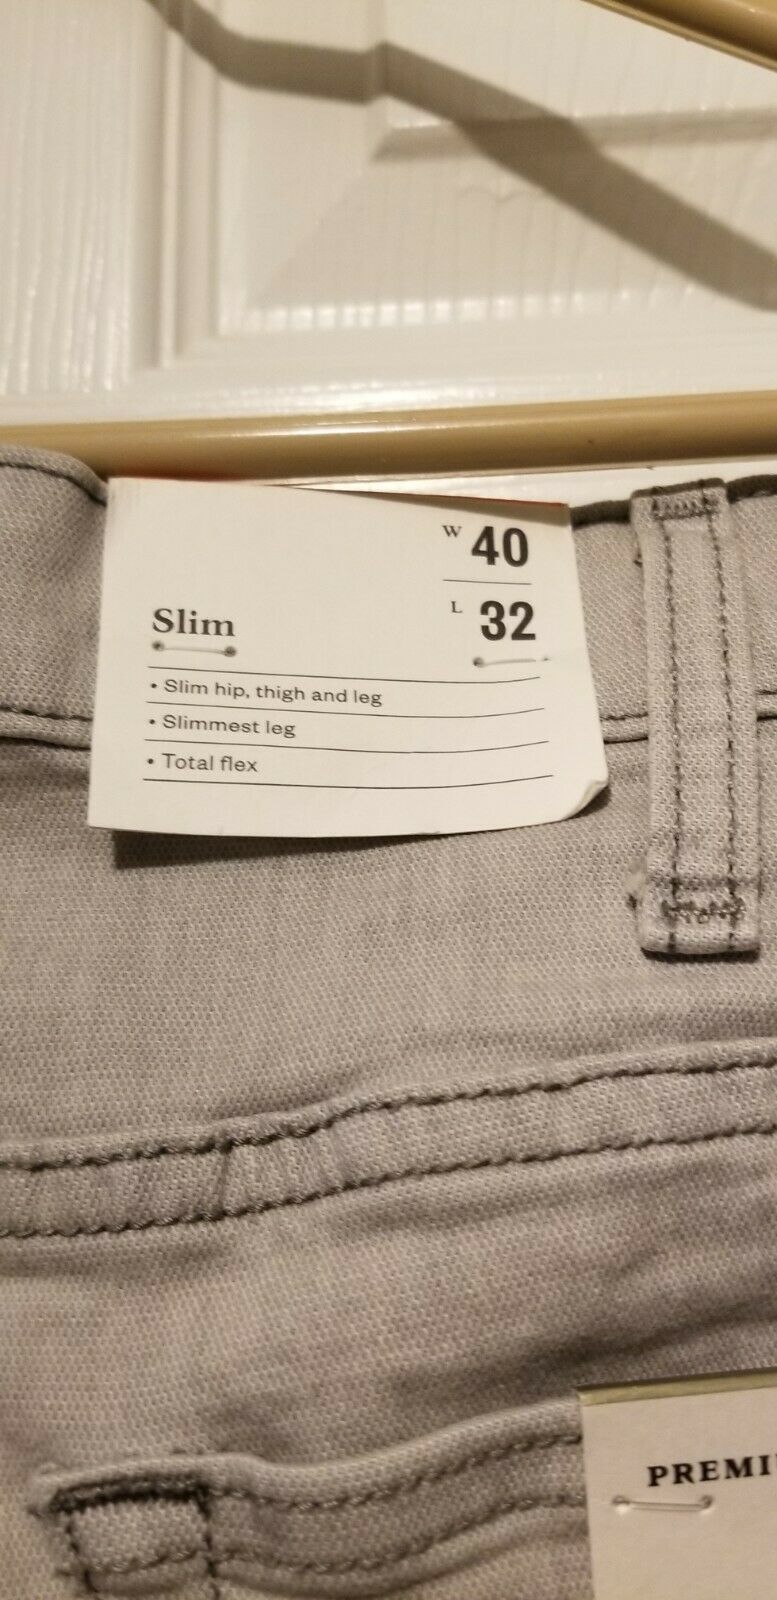 W 40
L 32
Slim
• Slim hip, thigh and leg
• Slimmest leg
• Total flex
PREMI